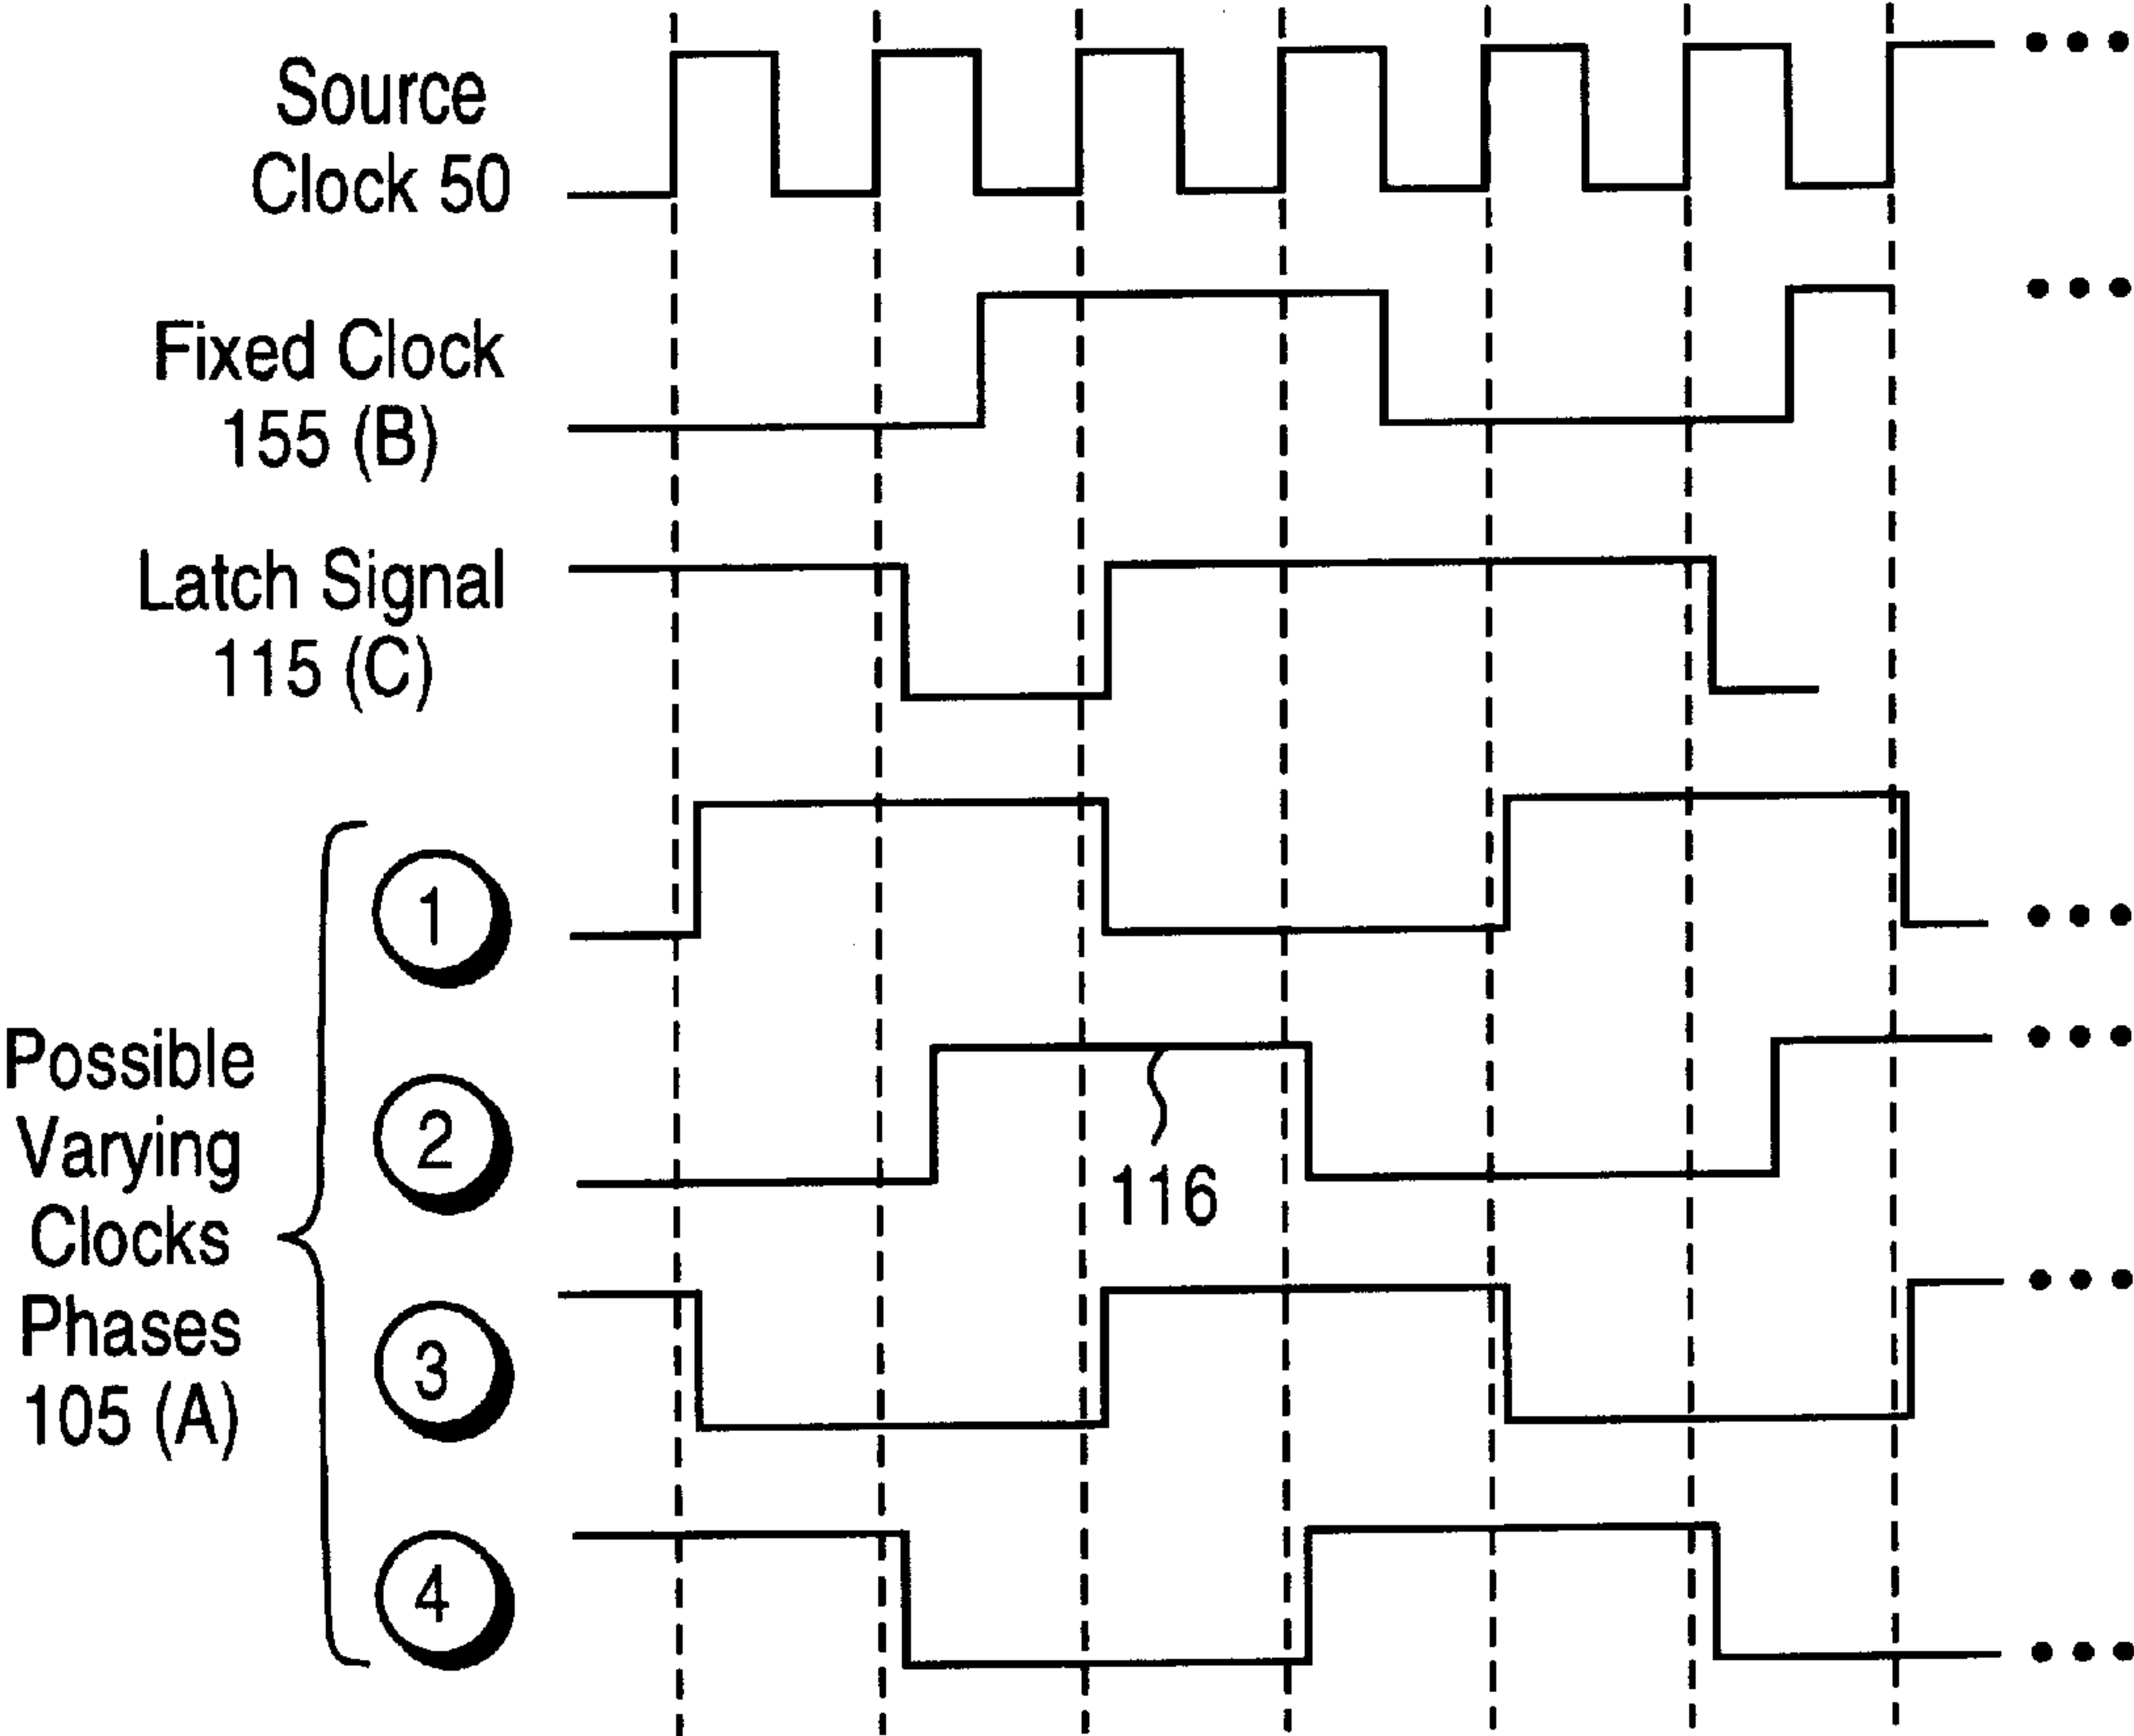 Source
Clock 50
Fixed Clock
155 (B)
Latch Signal
115 (C)
Possible
Varying
Clocks
Phases
105 (A)
1
2
116
3
4